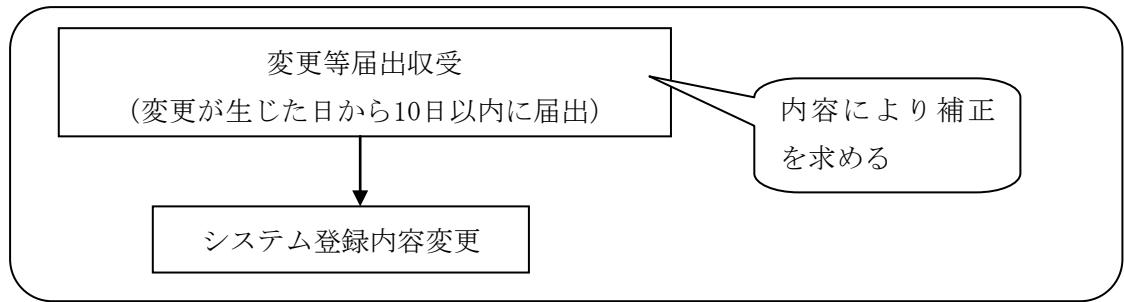 変更等届出収受
（変更が生じた日から10日以内に届出）
内容により補正
を求める
システム登録内容変更